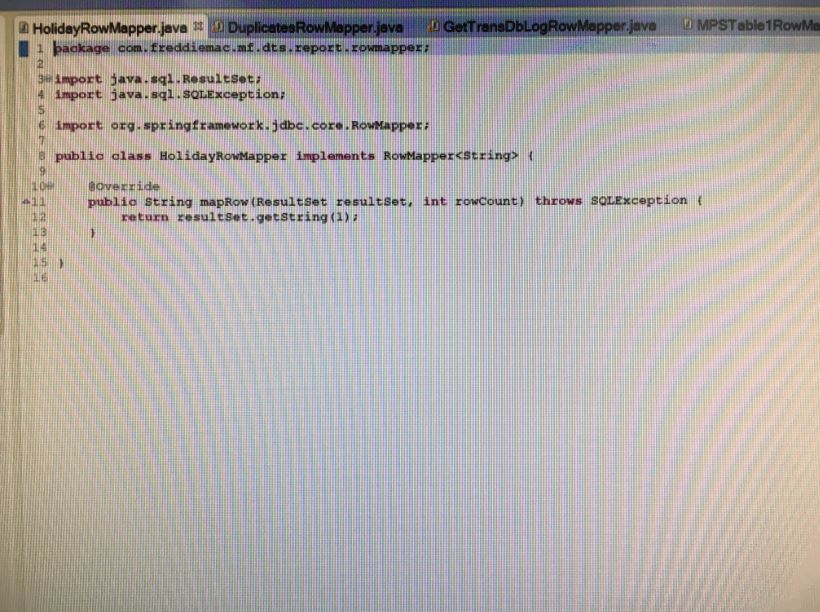 HolidayRowMapper.java DuplicatesRowMapper.java GetTransDbLogRowMapper.java MPSTable1RowMa
1 package com.freddiemac.mf.dts.report.rowmapper;
2
3 import java.sql.ResultSet;
4 import java.sql.SQLException;
5
6 import org.springframework.jdbc.core.RowMapper;
7
8 public class HolidayRowMapper implements RowMapper<String> {
9
10 @Override
11 public String mapRow(ResultSet resultSet, int rowCount) throws SQLException {
12 return resultSet.getString(1);
13 }
14
15 }
16